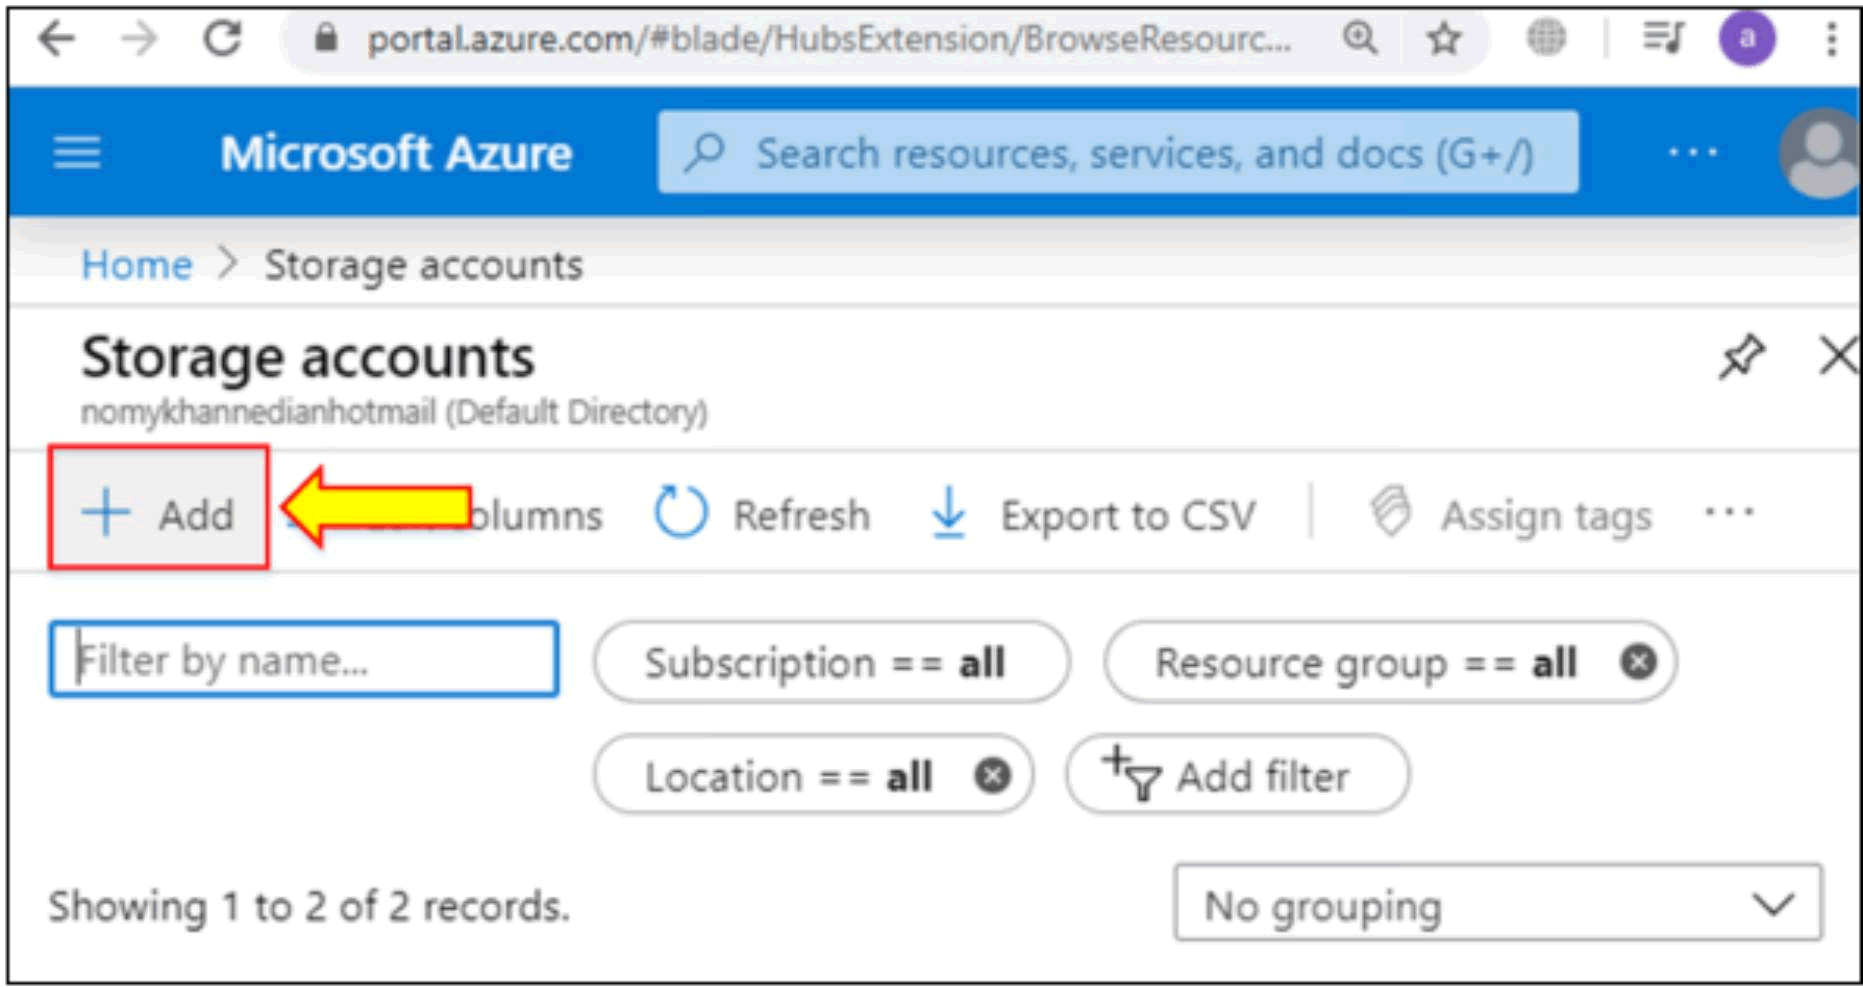 portal.azure.com/#blade/HubsExtension/BrowseResourc...
a
Microsoft Azure
Search resources, services, and docs (G+/)
Home > Storage accounts
Storage accounts
nomykhannedianhotmail (Default Directory)
Add
olumns
Refresh
Export to CSV
Assign tags
Filter by name...
Subscription == all
Resource group == all
Location == all
Add filter
Showing 1 to 2 of 2 records.
No grouping